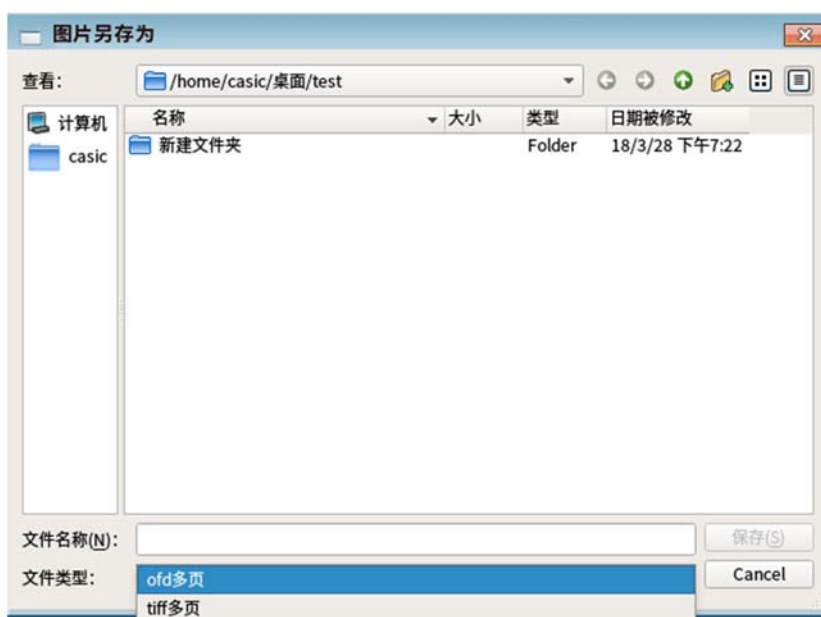 图片另存为
查看: /home/casic/桌面/test
计算机
casic
名称 大小 类型 日期被修改
新建文件夹 Folder 18/3/28 下午7:22
文件名称(N): 保存(S)
文件类型: ofd多页 Cancel
tiff多页